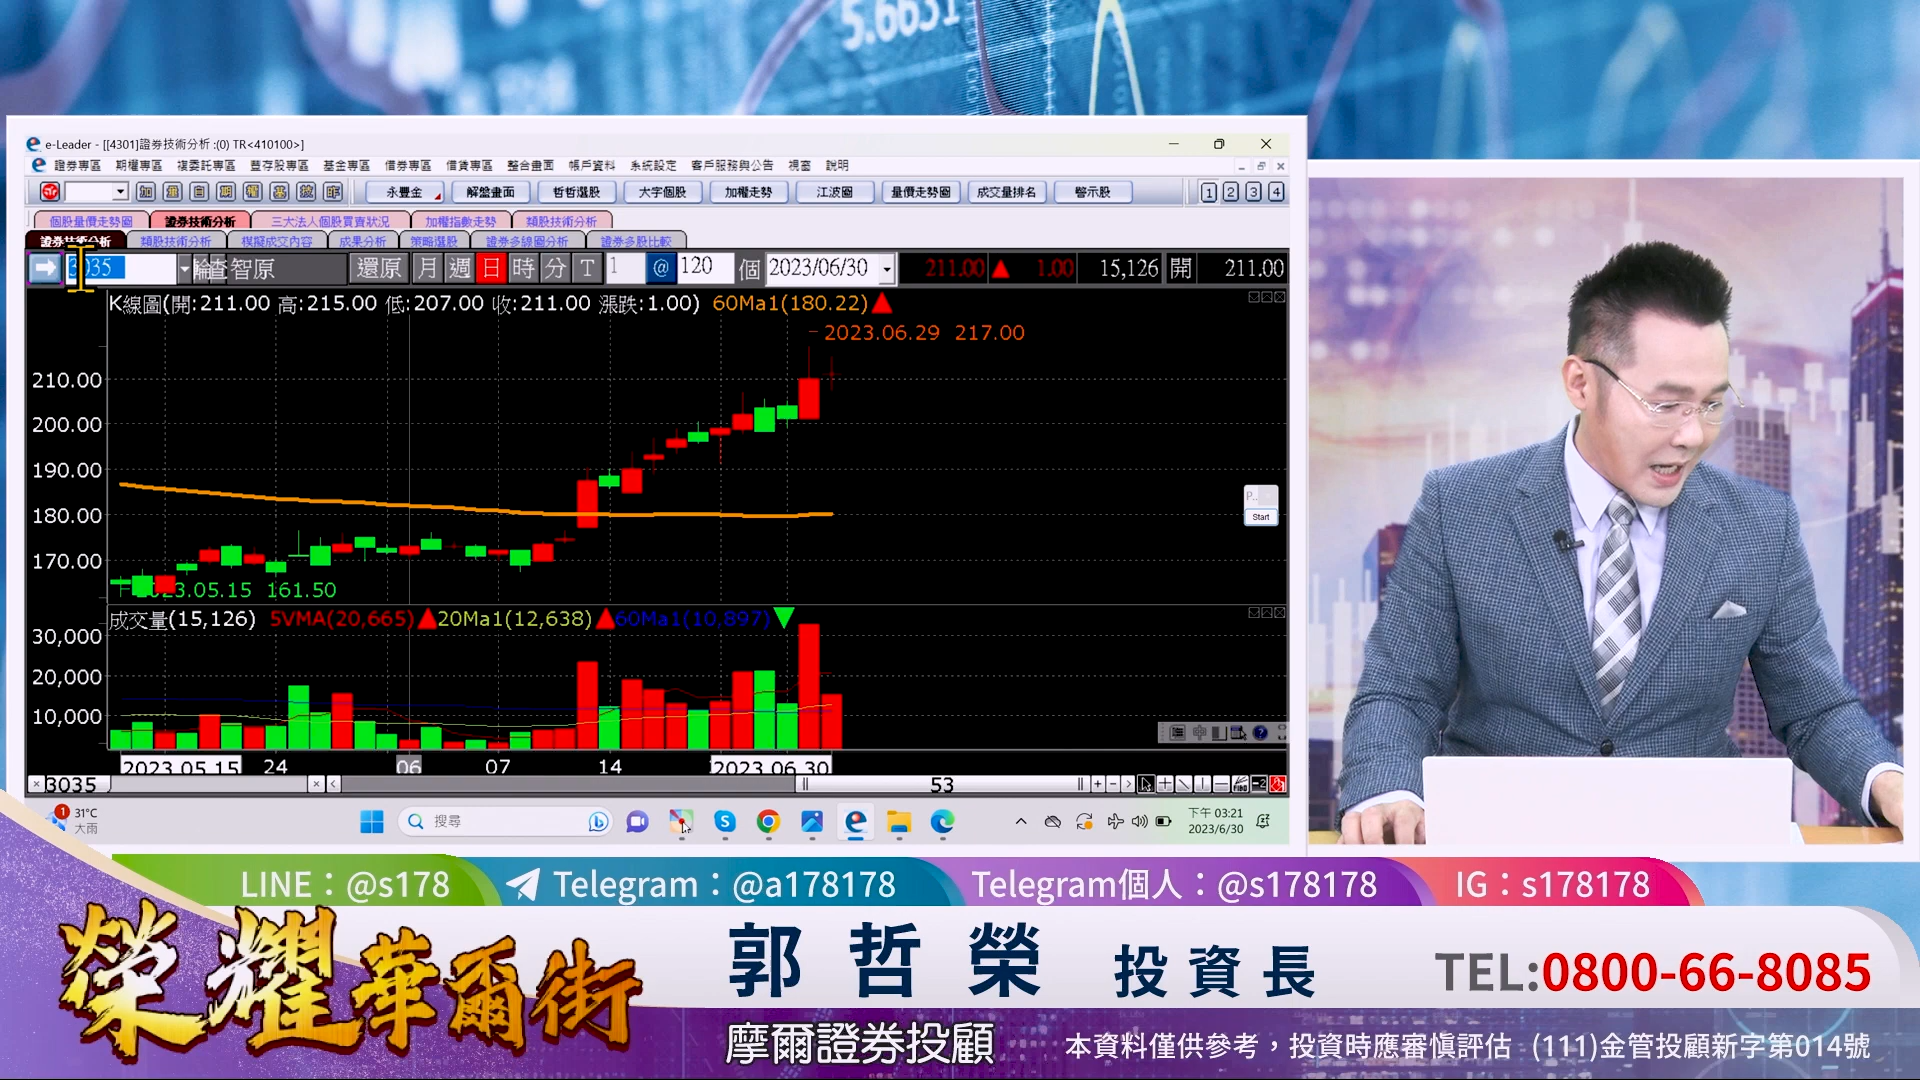 5.6631
e-Leader - [[4301]證券技術分析 :(0) TR<410100>]
證券專區 期權專區 複委託專區 豐存股專區 基金專區 借券專區 借貸專區 整合畫面 帳戶資料 系統設定 客戶服務與公告 視窗 說明
永豐金 解盤畫面 哲哲選股 大字個股 加權走勢 江波圖 量價走勢圖 成交量排名 警示股 1 2 3 4
個股量價走勢圖 證券技術分析 三大法人個股買賣狀況 加權指數走勢 類股技術分析
證券技術分析 類股技術分析 模擬成交內容 成果分析 策略選股 證券多線圖分析 證券多股比較
3035 智原 還原 月 週 日 時 分 T 1 @ 120 個 2023/06/30 211.00 ▲ 1.00 15,126 開 211.00
K線圖(開:211.00 高:215.00 低:207.00 收:211.00 漲跌:1.00) 60Ma1(180.22)▲
2023.06.29 217.00
210.00
200.00
190.00
180.00
170.00
P..
Start
2023.05.15 161.50
成交量(15,126) 5VMA(20,665)▲20Ma1(12,638)▲60Ma1(10,897)▼
30,000
20,000
10,000
2023.05.15 24 06 07 14 2023.06.30
3035 53
1 31°C
大雨
搜尋
下午 03:21
2023/6/30
LINE：@s178 Telegram：@a178178 Telegram個人：@s178178 IG：s178178
榮耀華爾街
郭哲榮 投資長
TEL:0800-66-8085
摩爾證券投顧
本資料僅供參考，投資時應審慎評估 (111)金管投顧新字第014號